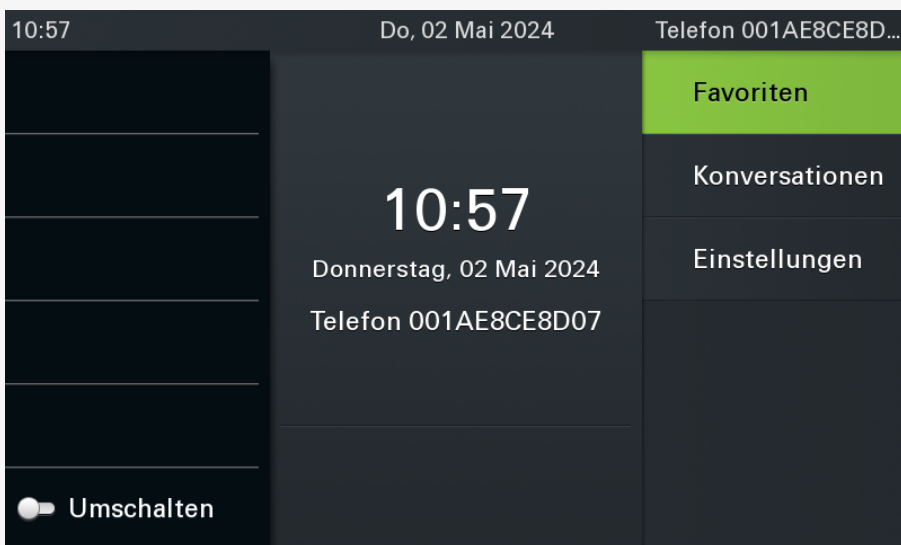 10:57
Do, 02 Mai 2024
Telefon 001AE8CE8D...
Favoriten
Konversationen
10:57
Einstellungen
Donnerstag, 02 Mai 2024
Telefon 001AE8CE8D07
Umschalten